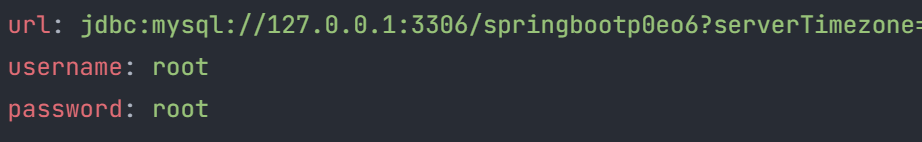 url: jdbc:mysql://127.0.0.1:3306/springbootp0eo6?serverTimezone=
username: root
password: root